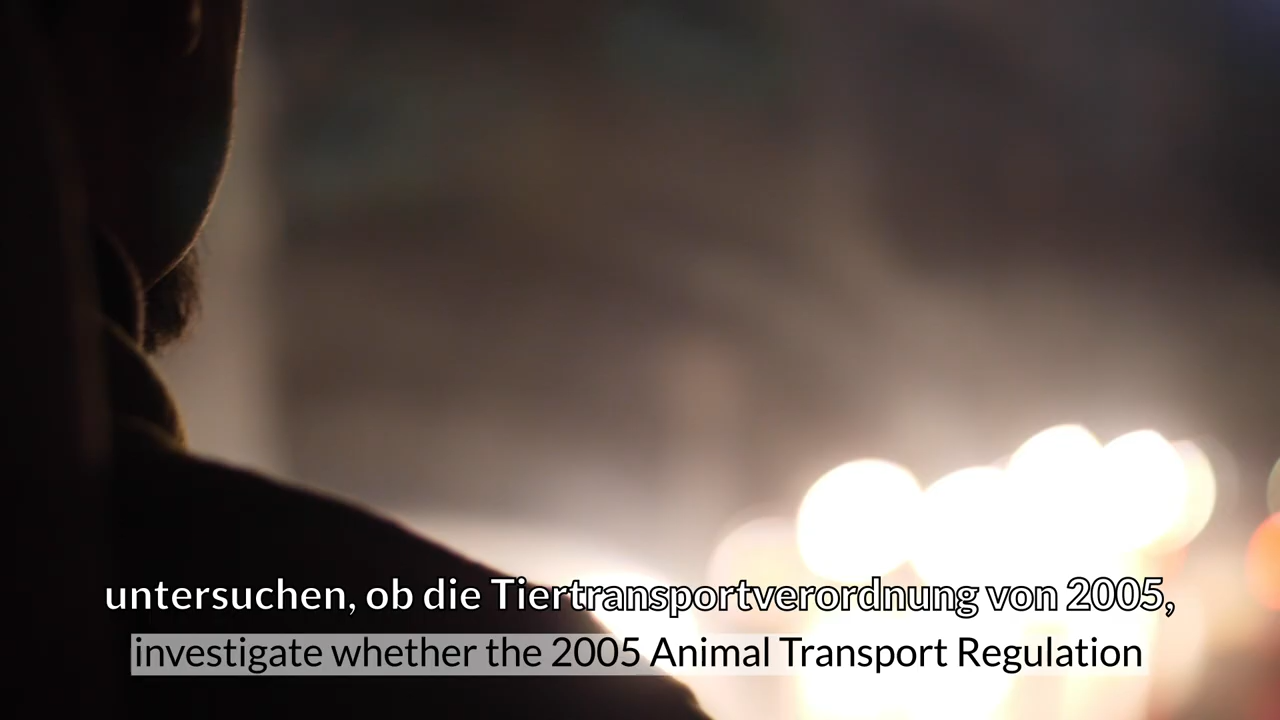 untersuchen, ob die Tiertransportverordnung von 2005,
investigate whether the 2005 Animal Transport Regulation